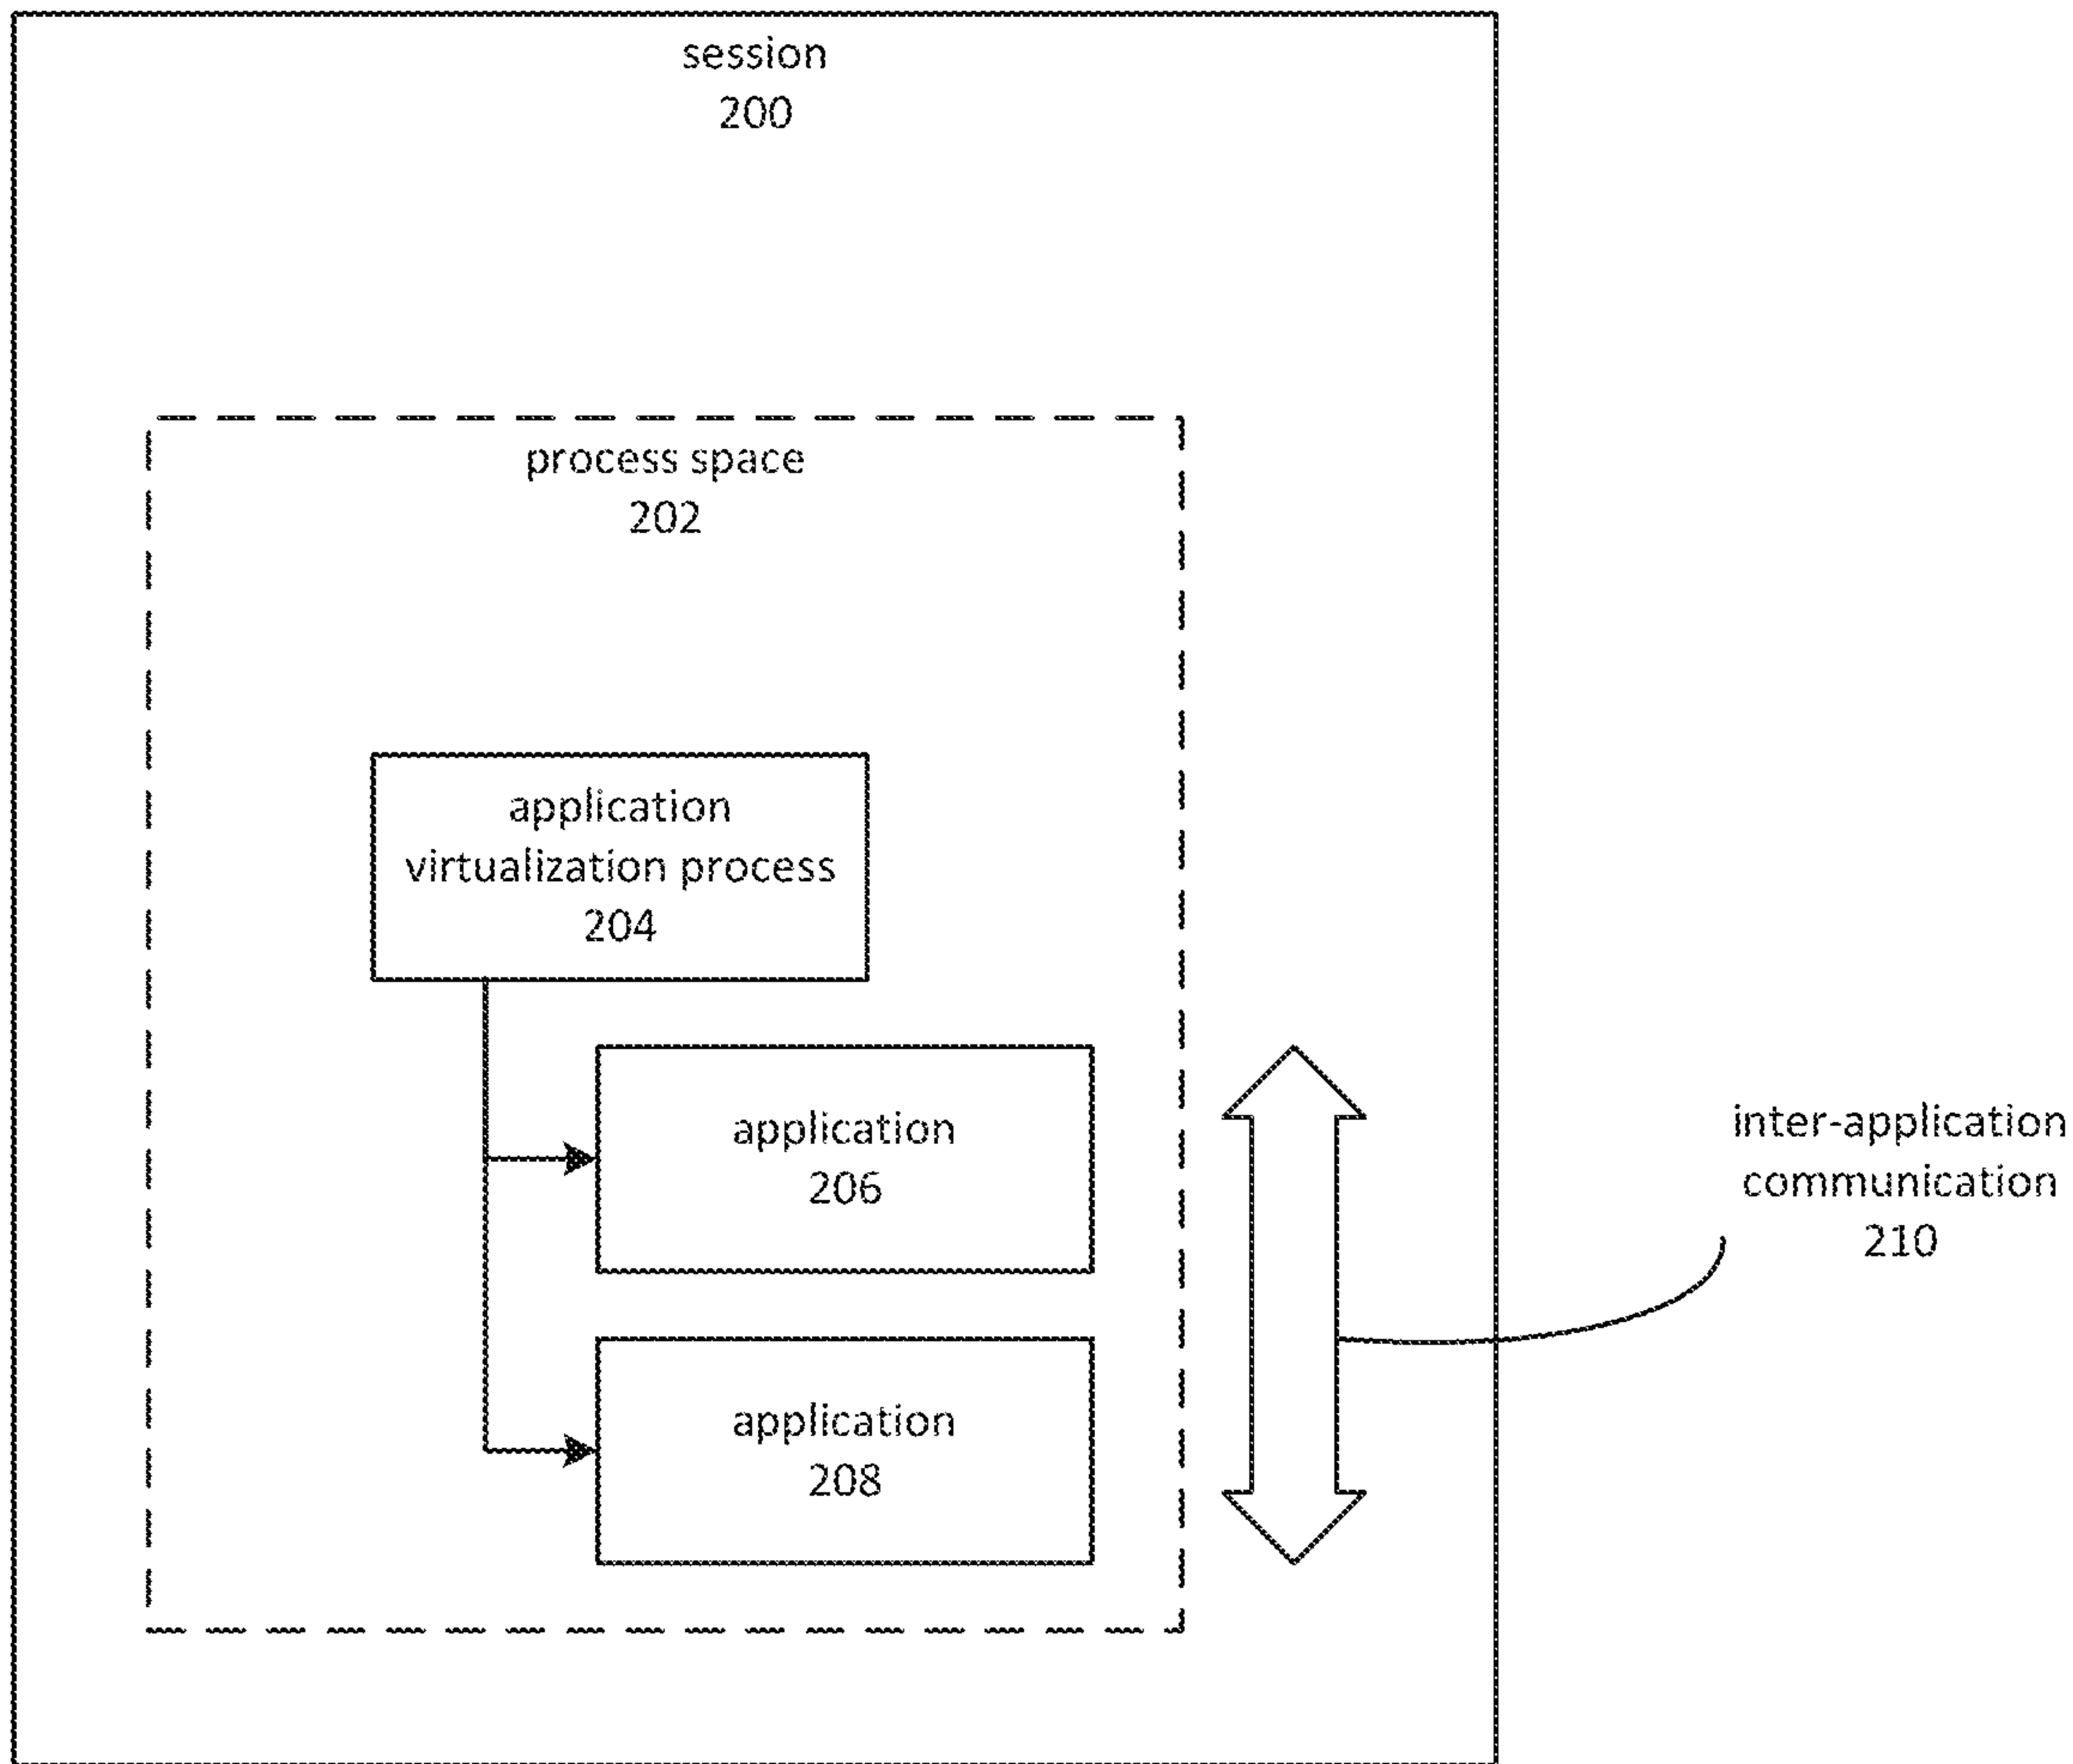 session
200
process space
202
application
virtualization process
204
application
206
application
208
inter-application
communication
210